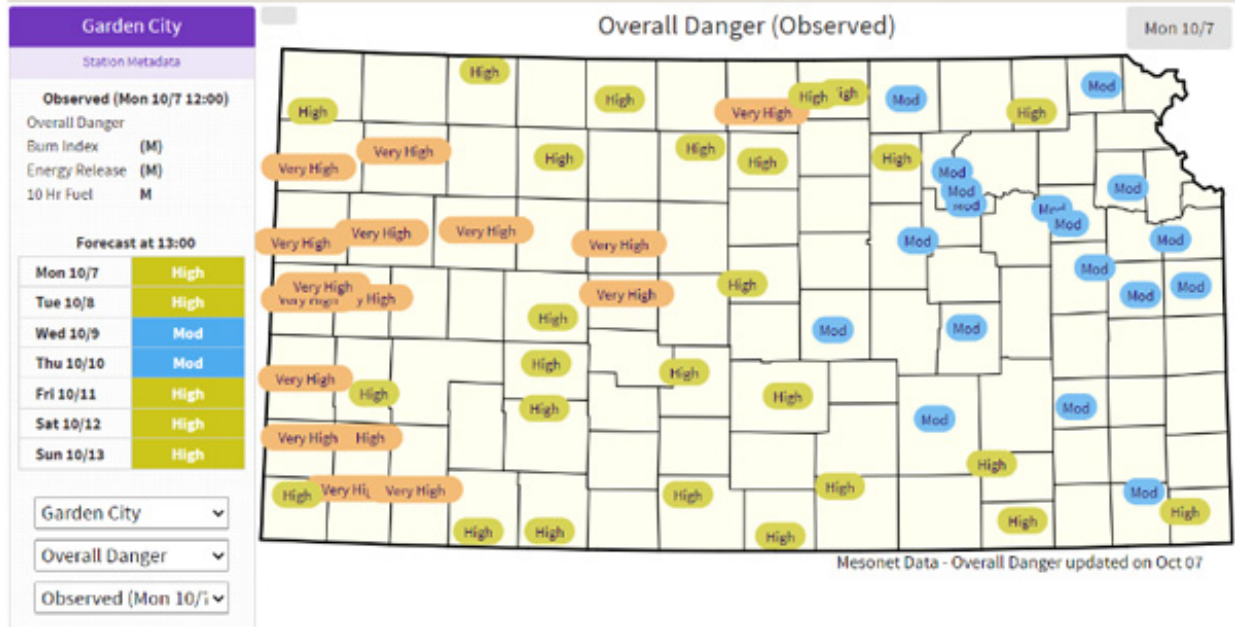 Garden City
Station Metadata
Observed (Mon 10/7 12:00)
Overall Danger
Burn Index (M)
Energy Release (M)
10 Hr Fuel M
Forecast at 13:00
Mon 10/7 High
Tue 10/8 High
Wed 10/9 Mod
Thu 10/10 Mod
Fri 10/11 High
Sat 10/12 High
Sun 10/13 High
Garden City
Overall Danger
Observed (Mon 10/
Overall Danger (Observed)
Mon 10/7
High
Mod
High
High
High
High
Mod
High
Very High
High
Very High
High
Very High
High
High
High
Mod
Mod
Mod
Mod
Mod
Mod
Very High
Very High
Very High
Very High
Mod
Mod
Mod
Very High
High
High
Very High
High
Mod
Mod
Mod
High
Mod
Mod
High
High
Very High
High
High
High
High
Mod
Mod
Very High
High
High
High
Very High
High
High
Mod
High
High
High
High
High
Mesonet Data - Overall Danger updated on Oct 07